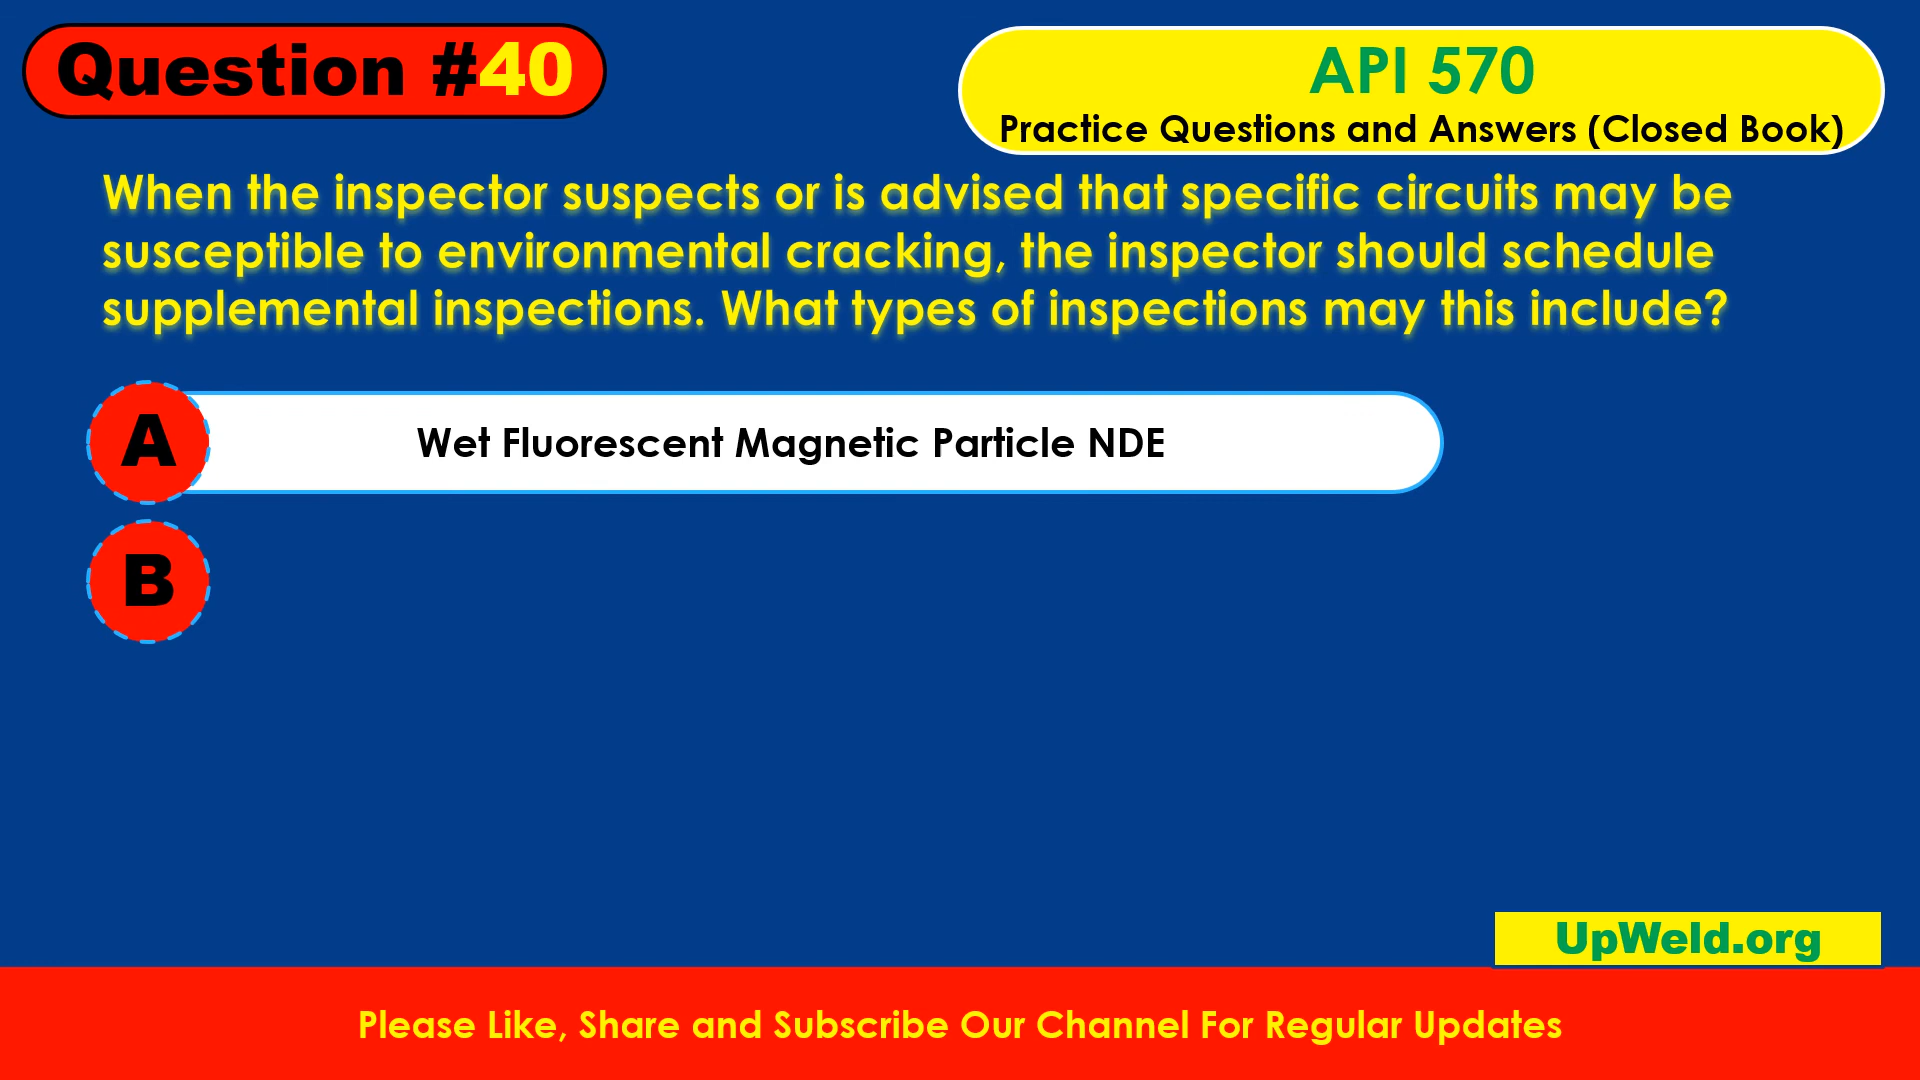 Question #40
API 570
Practice Questions and Answers (Closed Book)
When the inspector suspects or is advised that specific circuits may be
susceptible to environmental cracking, the inspector should schedule
supplemental inspections. What types of inspections may this include?
A
Wet Fluorescent Magnetic Particle NDE
B
UpWeld.org
Please Like, Share and Subscribe Our Channel For Regular Updates